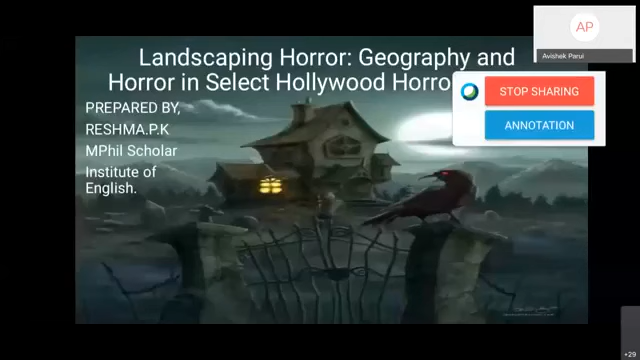 Landscaping Horror: Geography and
Horror in Select Hollywood Horro
PREPARED BY,
RESHMA.P.K
MPhil Scholar
Institute of
English.
AP
Avishek Parui
STOP SHARING
ANNOTATION
+29